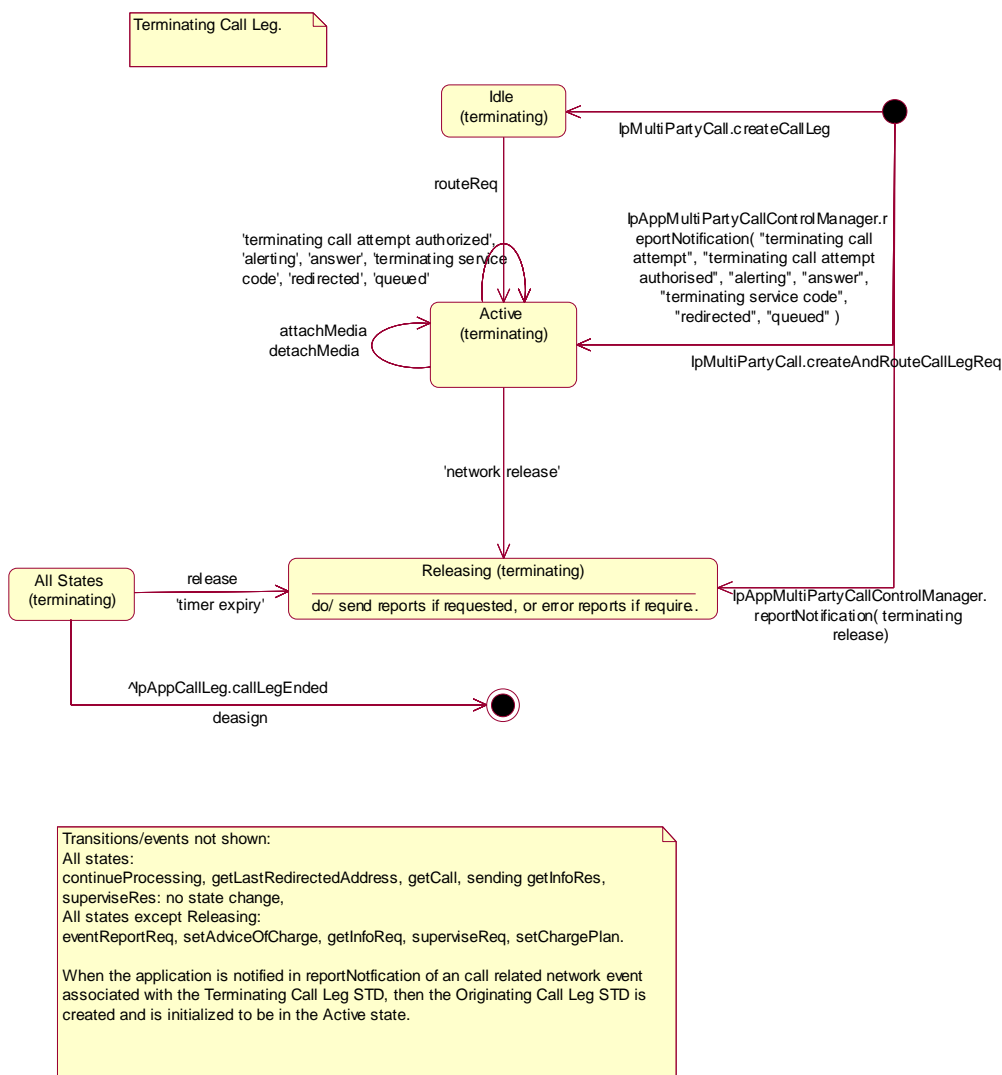 Terminating Call Leg.
Idle
(terminating)
IpMultiPartyCall.createCallLeg
routeReq
IpAppMultiPartyCallControlManager.r
eportNotification( "terminating call
attempt", "terminating call attempt
authorised", "alerting", "answer",
"terminating service code",
"redirected", "queued" )
'terminating call attempt authorized',
'alerting', 'answer', 'terminating service
code', 'redirected', 'queued'
Active
(terminating)
attachMedia
detachMedia
IpMultiPartyCall.createAndRouteCallLegReq
'network release'
All States
(terminating)
release
'timer expiry'
Releasing (terminating)
do/ send reports if requested, or error reports if require..
IpAppMultiPartyCallControlManager.
reportNotification( terminating
release)
^IpAppCallLeg.callLegEnded
deasign
Transitions/events not shown:
All states:
continueProcessing, getLastRedirectedAddress, getCall, sending getInfoRes,
superviseRes: no state change,
All states except Releasing:
eventReportReq, setAdviceOfCharge, getInfoReq, superviseReq, setChargePlan.
When the application is notified in reportNotfication of an call related network event
associated with the Terminating Call Leg STD, then the Originating Call Leg STD is
created and is initialized to be in the Active state.